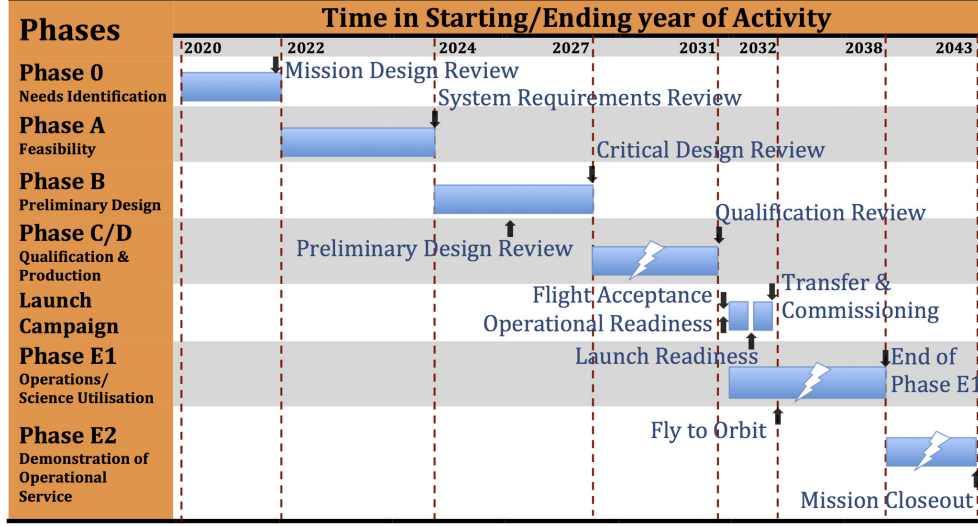 Phases
Time in Starting/Ending year of Activity
2020 2022 2024 2027 2031 2032 2038 2043
Phase 0
Needs Identification
Mission Design Review
System Requirements Review
Phase A
Feasibility
Critical Design Review
Phase B
Preliminary Design
Qualification Review
Phase C/D
Qualification &
Production
Preliminary Design Review
Launch
Campaign
Flight Acceptance
Operational Readiness
Transfer &
Commissioning
Launch Readiness
Phase E1
Operations/
Science Utilisation
End of
Phase E1
Fly to Orbit
Phase E2
Demonstration of
Operational
Service
Mission Closeout